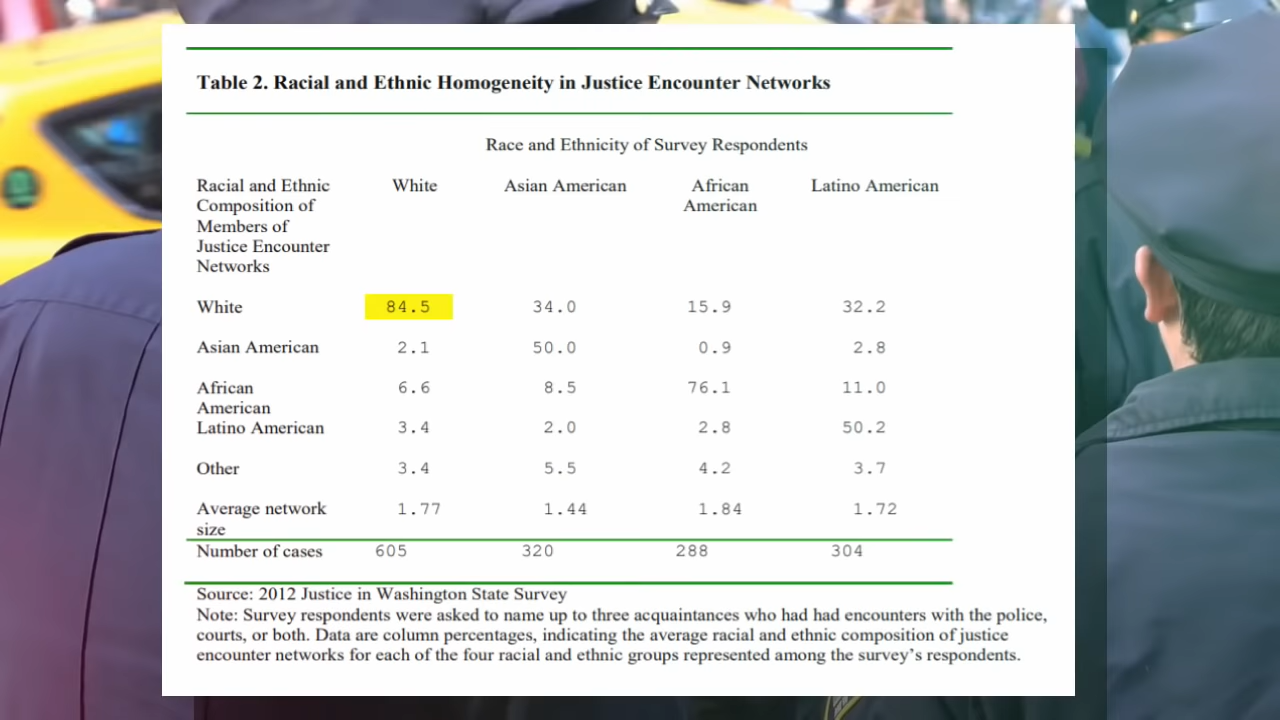 Table 2. Racial and Ethnic Homogeneity in Justice Encounter Networks
Race and Ethnicity of Survey Respondents
Racial and Ethnic Composition of Members of Justice Encounter Networks White Asian American African American Latino American
White 84.5 34.0 15.9 32.2
Asian American 2.1 50.0 0.9 2.8
African American 6.6 8.5 76.1 11.0
Latino American 3.4 2.0 2.8 50.2
Other 3.4 5.5 4.2 3.7
Average network size 1.77 1.44 1.84 1.72
Number of cases 605 320 288 304
Source: 2012 Justice in Washington State Survey
Note: Survey respondents were asked to name up to three acquaintances who had had encounters with the police,
courts, or both. Data are column percentages, indicating the average racial and ethnic composition of justice
encounter networks for each of the four racial and ethnic groups represented among the survey's respondents.